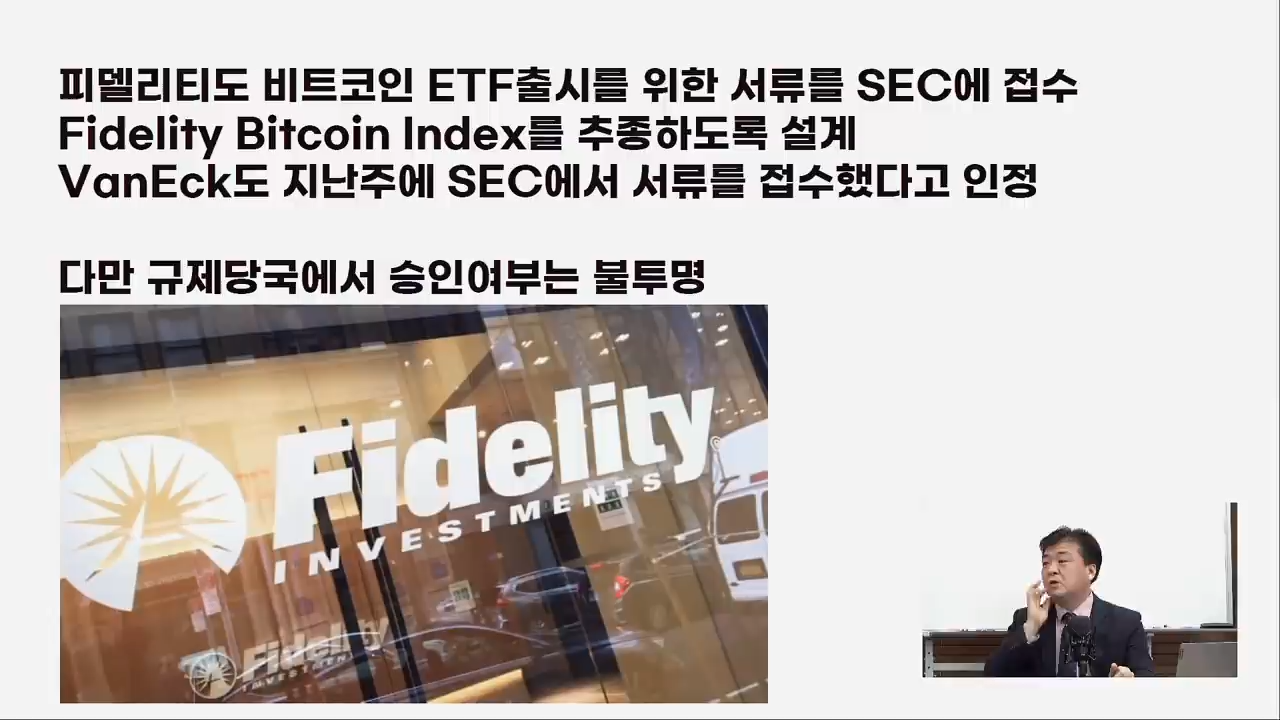 피델리티도 비트코인 ETF출시를 위한 서류를 SEC에 접수
Fidelity Bitcoin Index를 추종하도록 설계
VanEck도 지난주에 SEC에서 서류를 접수했다고 인정
다만 규제당국에서 승인여부는 불투명
Fidelity
INVESTMENTS
Fidelity
INVESTMENTS